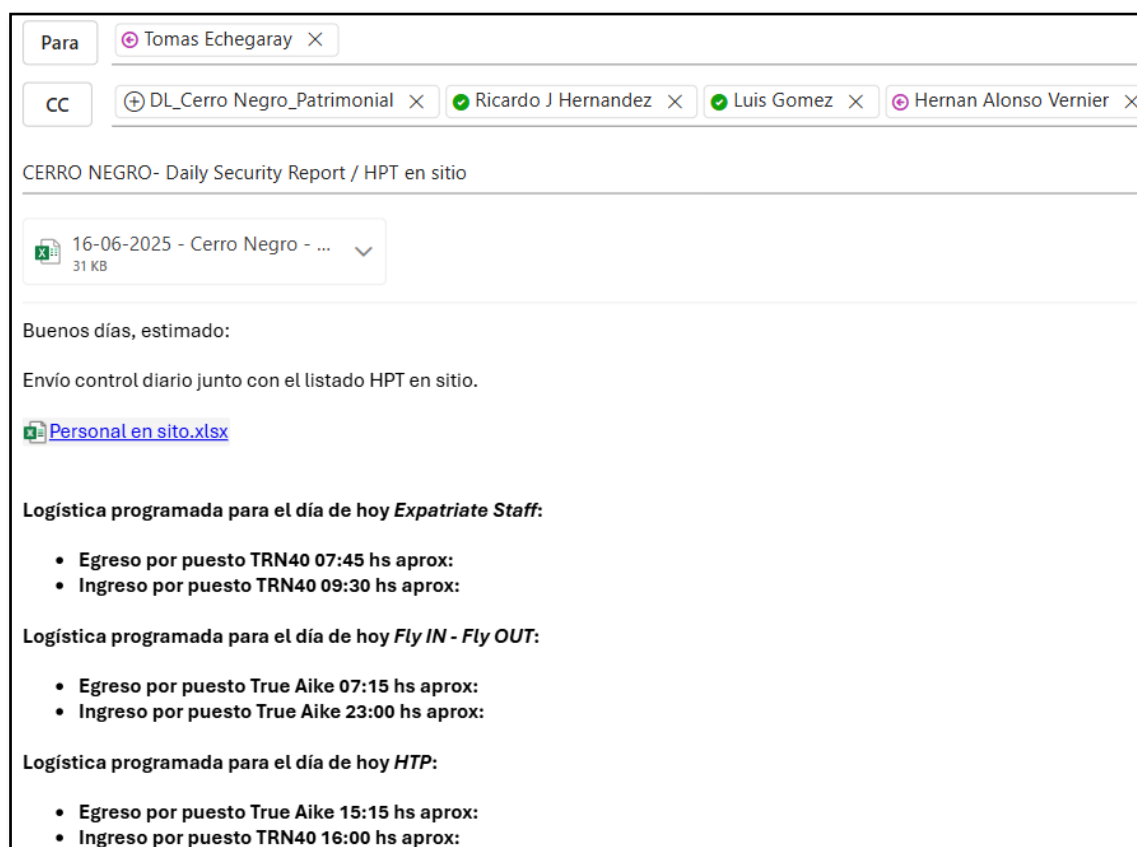 Para Tomas Echegaray
CC DL_Cerro Negro_Patrimonial Ricardo J Hernandez Luis Gomez Hernan Alonso Vernier
CERRO NEGRO- Daily Security Report / HPT en sitio
16-06-2025 - Cerro Negro - ...
31 KB
Buenos días, estimado:
Envío control diario junto con el listado HPT en sitio.
Personal en sito.xlsx
Logística programada para el día de hoy Expatriate Staff:
• Egreso por puesto TRN40 07:45 hs aprox:
• Ingreso por puesto TRN40 09:30 hs aprox:
Logística programada para el día de hoy Fly IN - Fly OUT:
• Egreso por puesto True Aike 07:15 hs aprox:
• Ingreso por puesto True Aike 23:00 hs aprox:
Logística programada para el día de hoy HTP:
• Egreso por puesto True Aike 15:15 hs aprox:
• Ingreso por puesto TRN40 16:00 hs aprox: